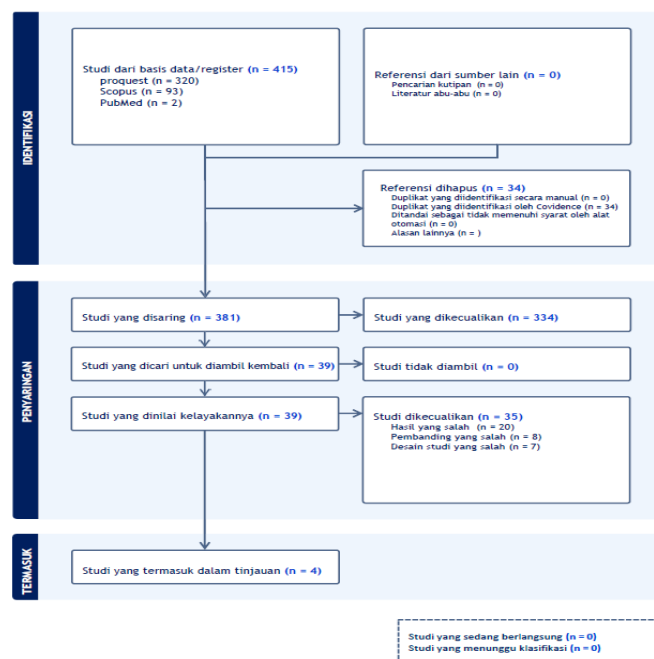 IDENTIFIKASI
Studi dari basis data/register (n = 415)
proquest (n = 320)
Scopus (n = 93)
PubMed (n = 2)
Referensi dari sumber lain (n = 0)
Pencarian kutipan (n = 0)
Literatur abu-abu (n = 0)
Referensi dihapus (n = 34)
Duplikat yang diidentifikasi secara manual (n = 0)
Duplikat yang diidentifikasi oleh Covidence (n = 34)
Ditandai sebagai tidak memenuhi syarat oleh alat
otomasi (n = 0)
Alasan lainnya (n = )
PENYARINGAN
Studi yang disaring (n = 381)
Studi yang dikecualikan (n = 334)
Studi yang dicari untuk diambil kembali (n = 39)
Studi tidak diambil (n = 0)
Studi yang dinilai kelayakannya (n = 39)
Studi dikecualikan (n = 35)
Hasil yang salah (n = 20)
Pembanding yang salah (n = 8)
Desain studi yang salah (n = 7)
TERMASUK
Studi yang termasuk dalam tinjauan (n = 4)
Studi yang sedang berlangsung (n = 0)
Studi yang menunggu klasifikasi (n = 0)